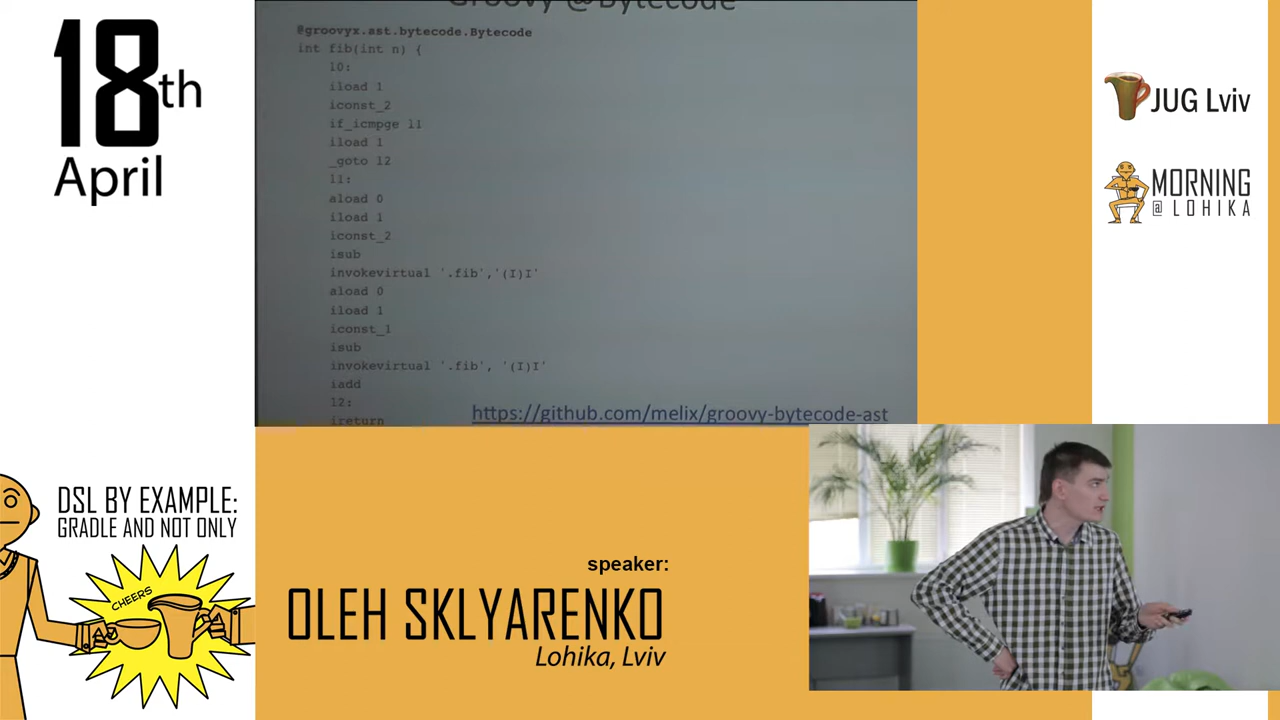 18th
April
Groovy @Bytecode
@groovyx.ast.bytecode.Bytecode
int fib(int n) {
l0:
iload 1
iconst_2
if_icmpge l1
iload 1
_goto l2
l1:
aload 0
iload 1
iconst_2
isub
invokevirtual '.fib','(I)I'
aload 0
iload 1
iconst_1
isub
invokevirtual '.fib', '(I)I'
iadd
l2:
ireturn
https://github.com/melix/groovy-bytecode-ast
JUG Lviv
MORNING
@ LOHIKA
DSL BY EXAMPLE:
GRADLE AND NOT ONLY
CHEERS
speaker:
OLEH SKLYARENKO
Lohika, Lviv